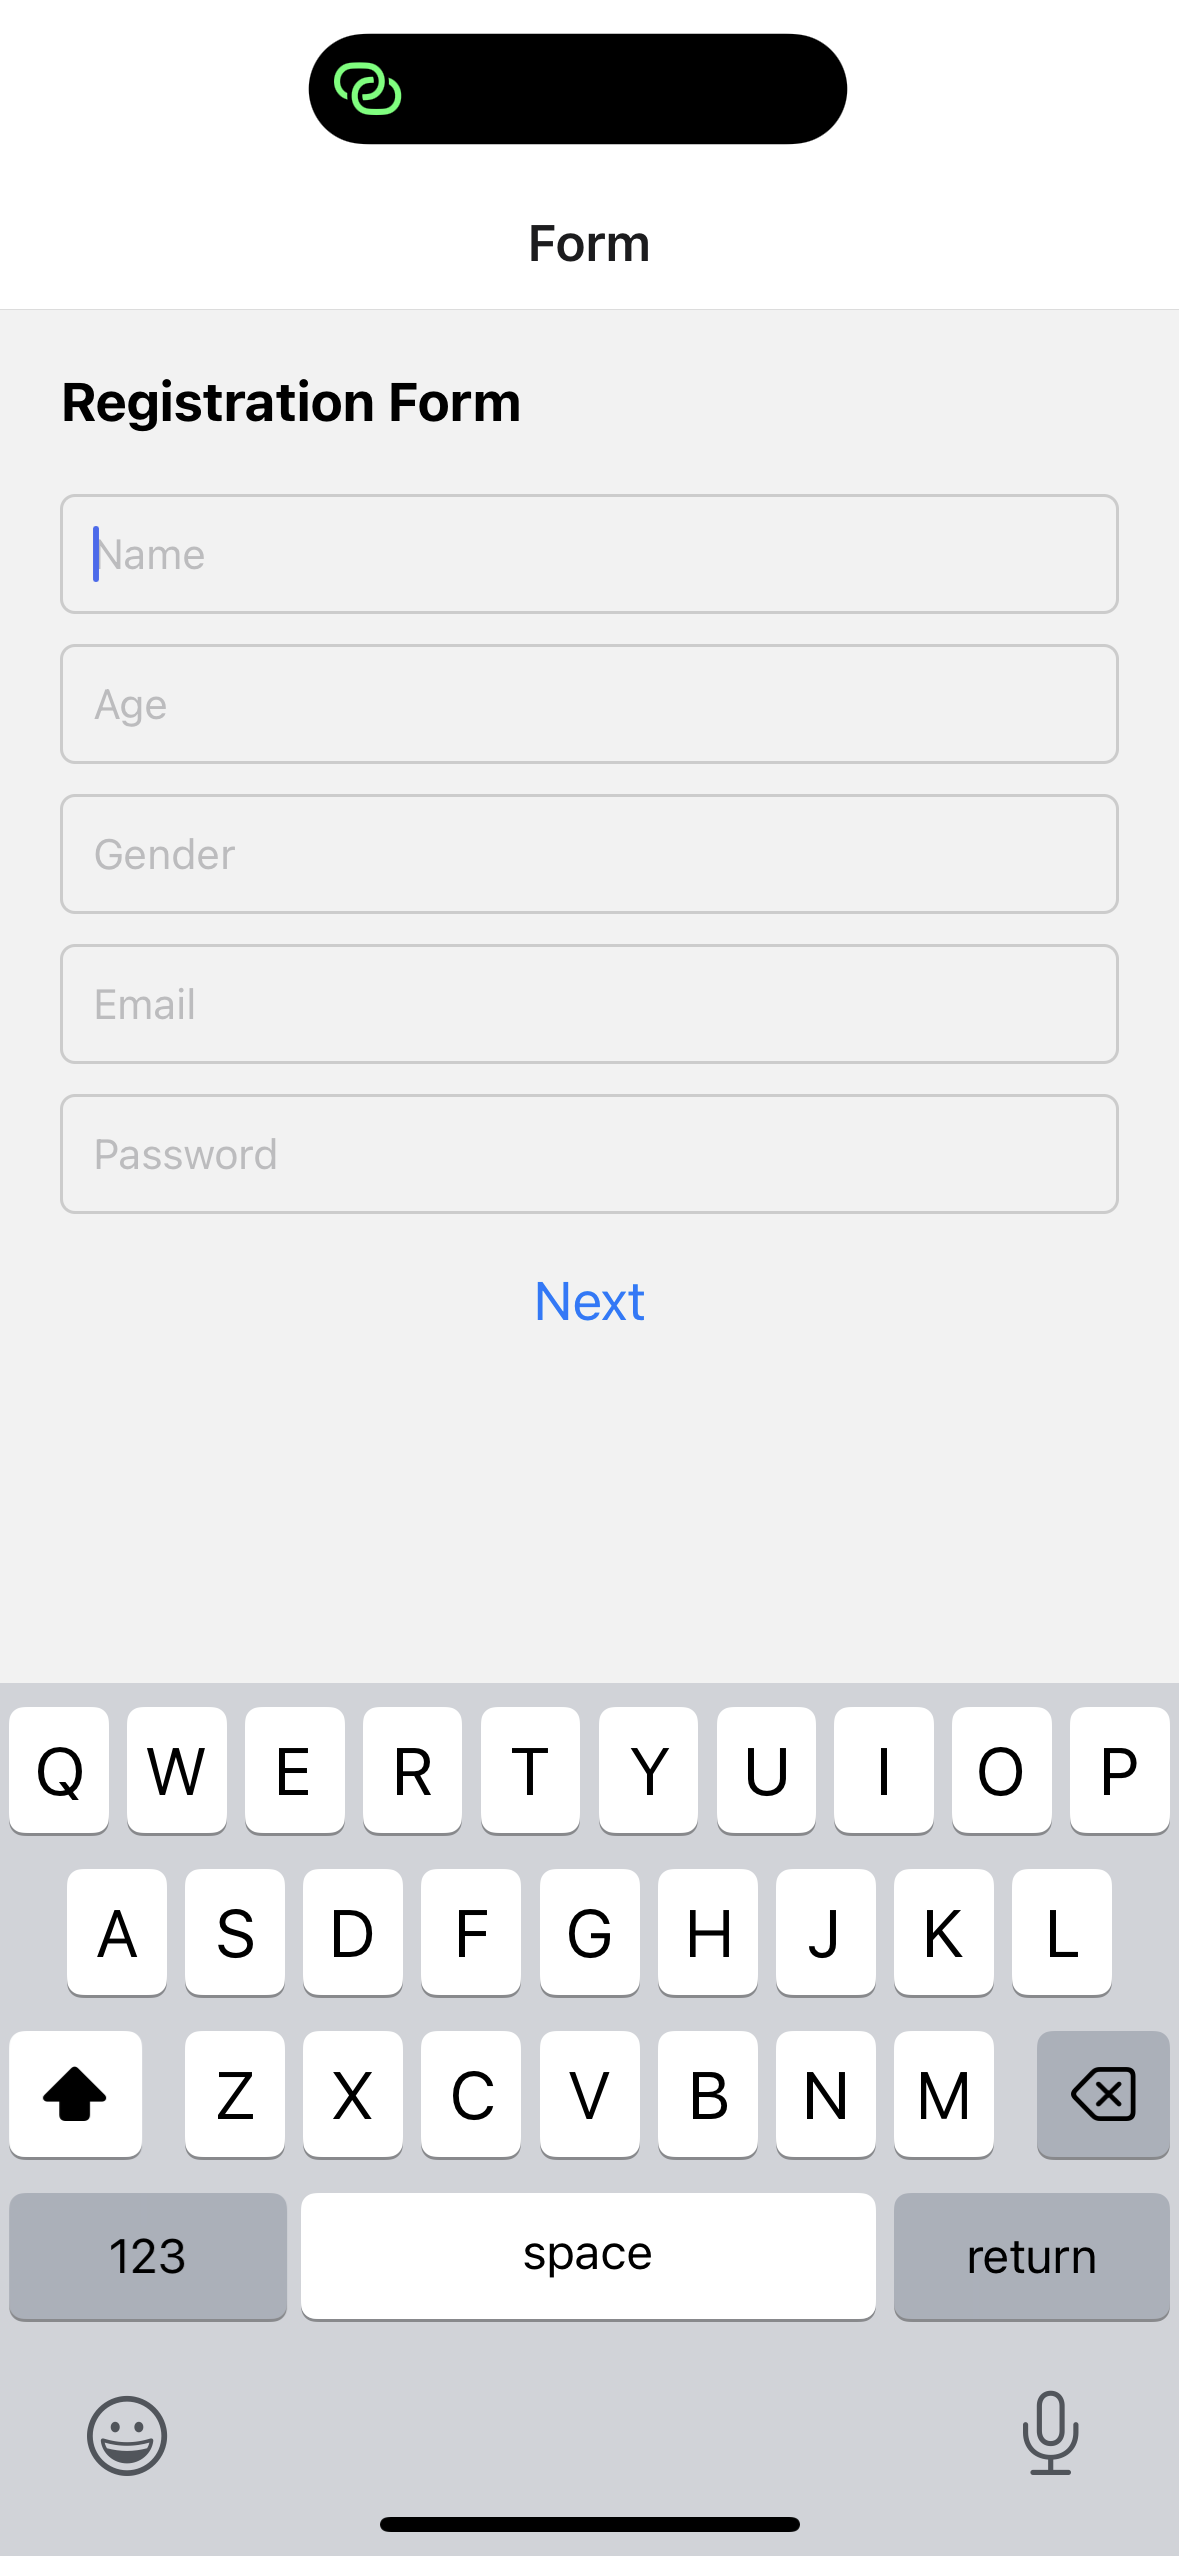 Form
Registration Form
Name
Age
Gender
Email
Password
Next
Q W E R T Y U I O P
A S D F G H J K L
Z X C V B N M
123 space return